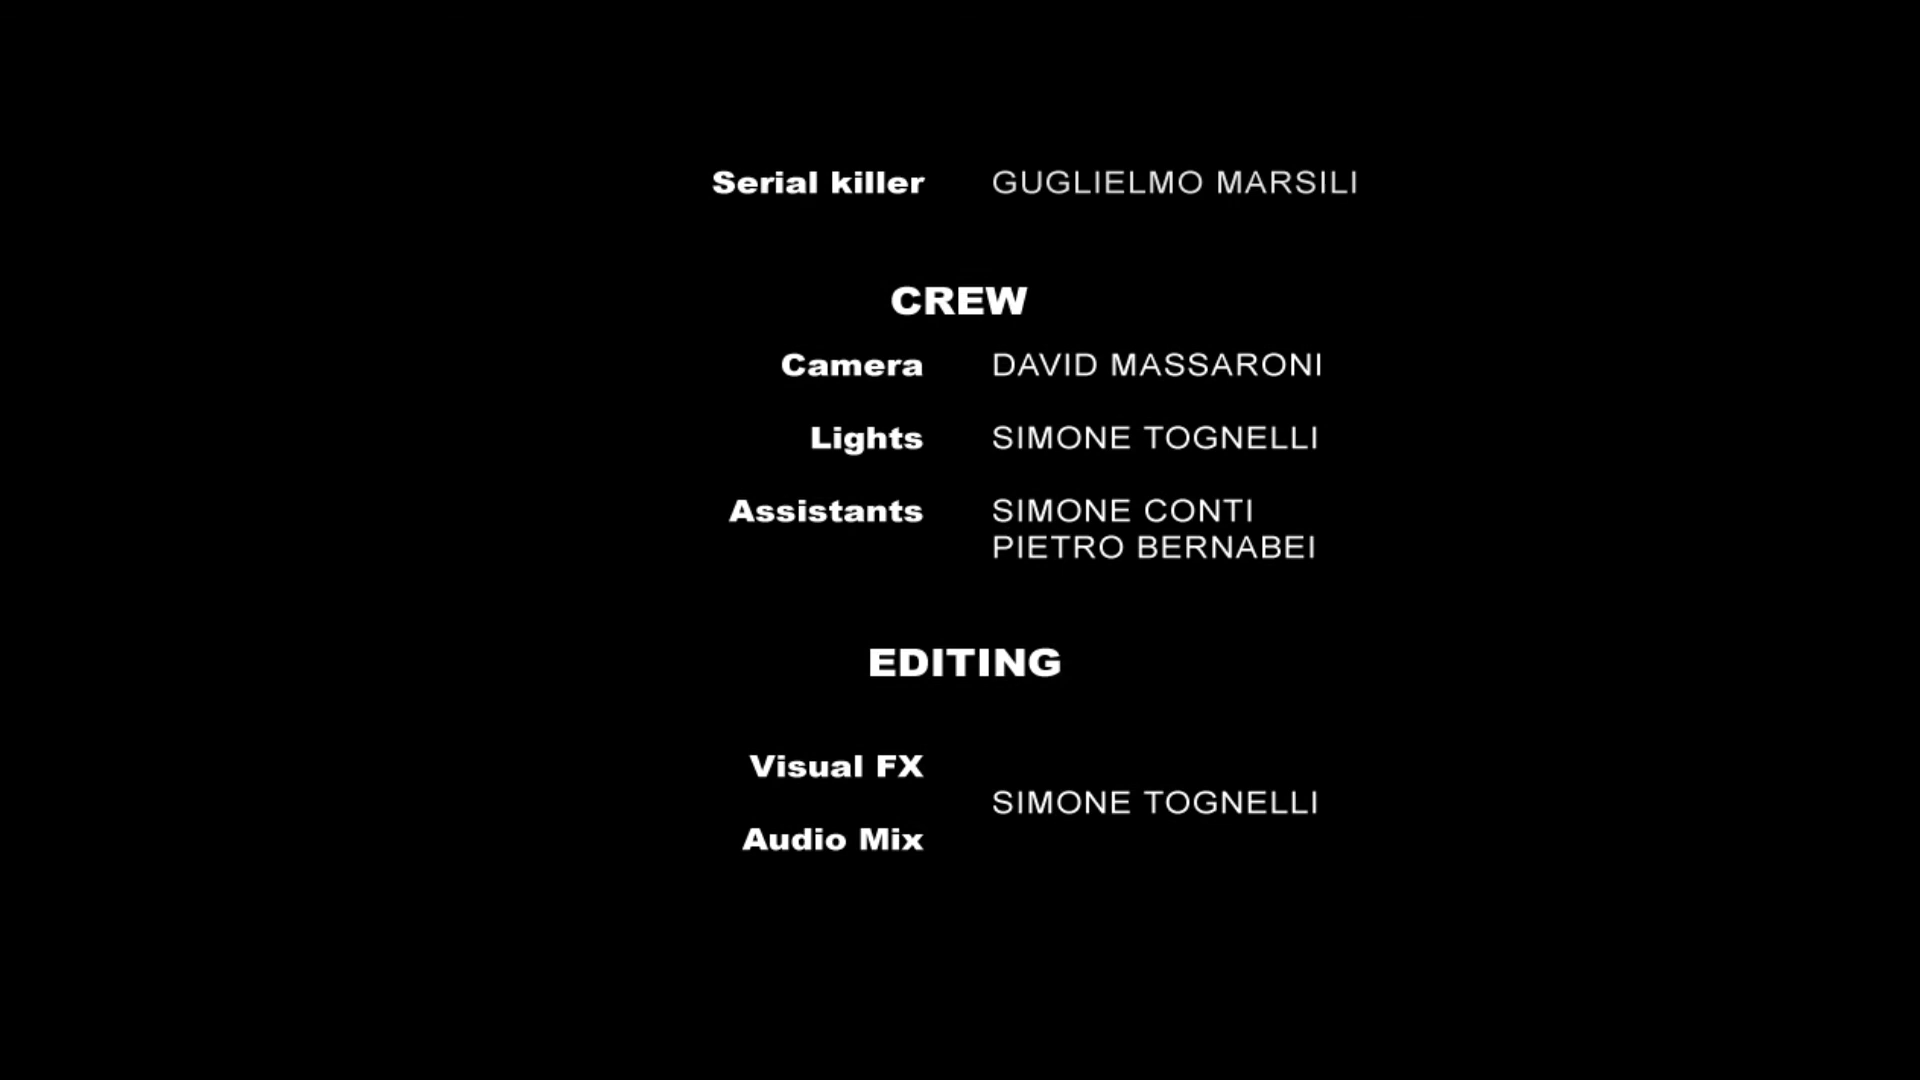 Serial killer GUGLIELMO MARSILI
CREW
Camera DAVID MASSARONI
Lights SIMONE TOGNELLI
Assistants SIMONE CONTI
PIETRO BERNABEI
EDITING
Visual FX
SIMONE TOGNELLI
Audio Mix